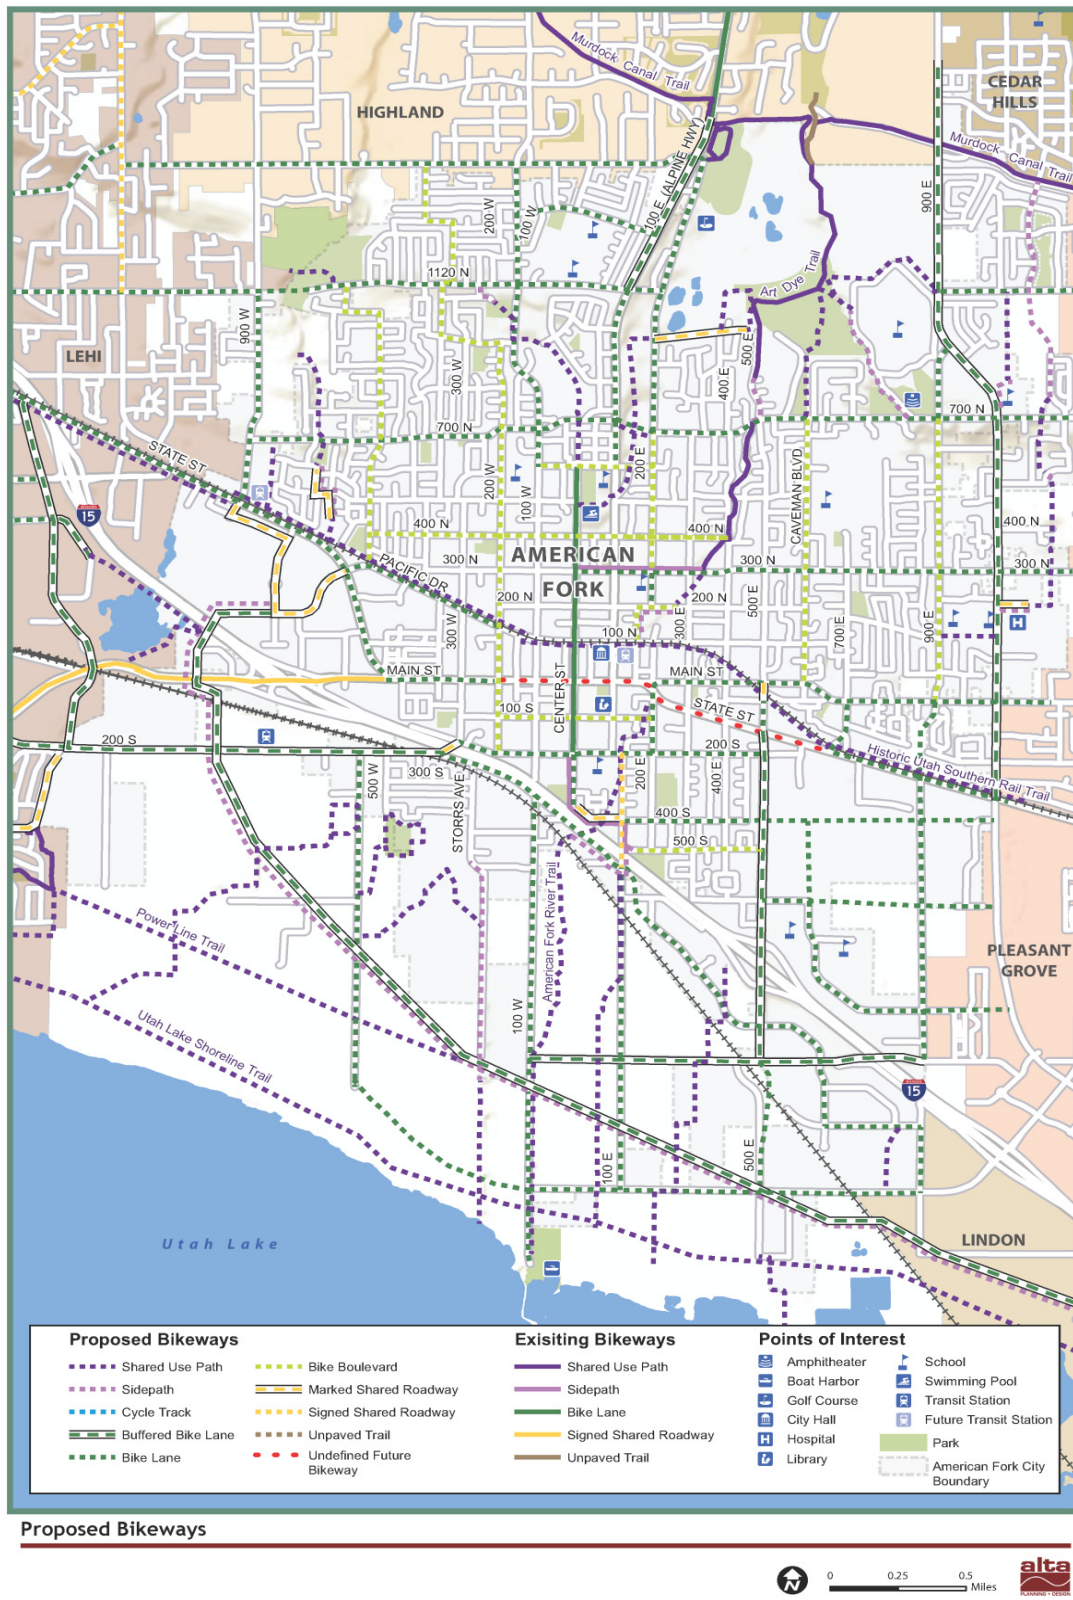 Murdock Canal Trail
CEDAR
HILLS
HIGHLAND
100 E (ALPINE HWY)
Murdock Canal Trail
900 E
200 W
100 W
1120 N
Art Dye Trail
900 W
LEHI
300 W
500 E
400 E
700 N
700 N
STATE ST
200 W
100 W
200 E
CAVEMAN BLVD
15
400 N
400 N
400 N
300 N
AMERICAN
FORK
300 N
300 N
PACIFIC DR
200 N
200 N
500 E
300 W
100 N
300 E
700 E
900 E
MAIN ST
CENTER ST
MAIN ST
100 S
STATE ST
200 S
200 S
Historic Utah Southern Rail Trail
300 S
500 W
STORRS AVE
200 E
400 E
400 S
500 S
American Fork River Trail
Power Line Trail
PLEASANT
GROVE
100 W
Utah Lake Shoreline Trail
15
100 E
500 E
Utah Lake
LINDON
Proposed Bikeways
Shared Use Path
Sidepath
Cycle Track
Buffered Bike Lane
Bike Lane
Bike Boulevard
Marked Shared Roadway
Signed Shared Roadway
Unpaved Trail
Undefined Future
Bikeway
Exisiting Bikeways
Shared Use Path
Sidepath
Bike Lane
Signed Shared Roadway
Unpaved Trail
Points of Interest
Amphitheater
Boat Harbor
Golf Course
City Hall
H
Hospital
Library
School
Swimming Pool
Transit Station
Future Transit Station
Park
American Fork City
Boundary
Proposed Bikeways
N
0 0.25 0.5
Miles
alta
PLANNING + DESIGN